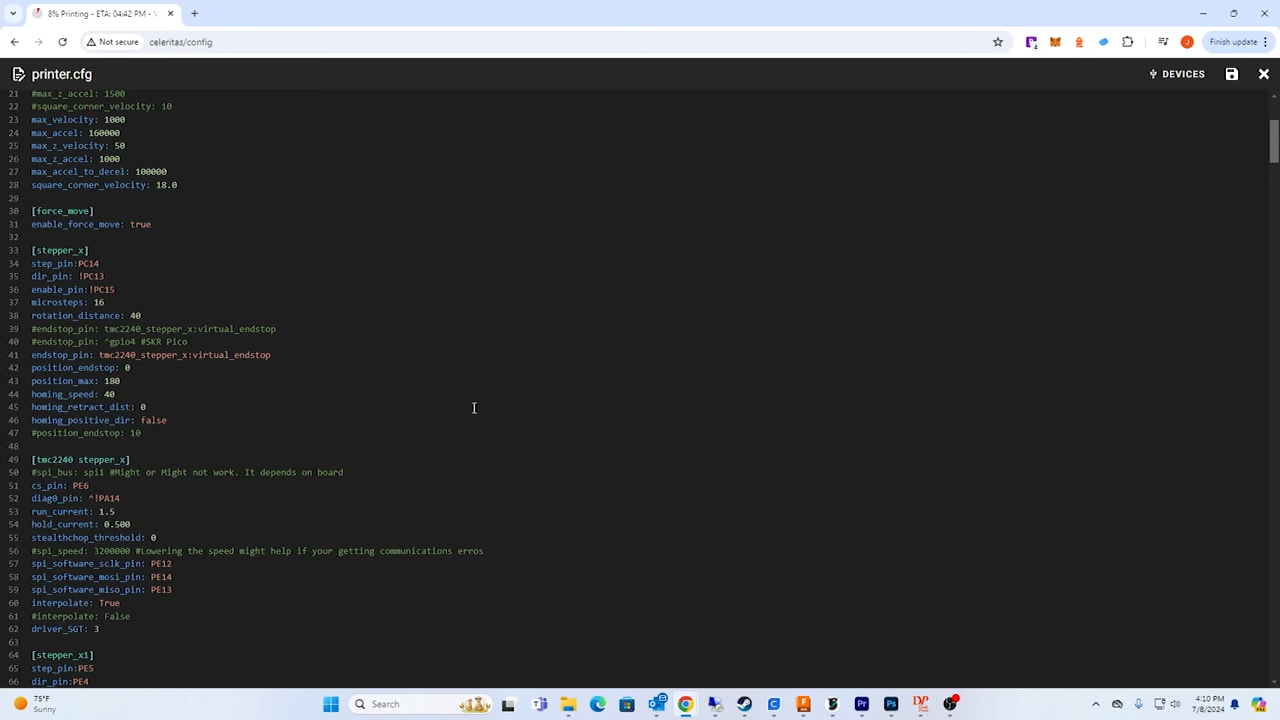 8% Printing - ETA: 04:42 PM - V
Not secure
celeritas/config
Finish update
printer.cfg
DEVICES
21 #max_z_accel: 1500
22 #square_corner_velocity: 10
23 max_velocity: 1000
24 max_accel: 160000
25 max_z_velocity: 50
26 max_z_accel: 1000
27 max_accel_to_decel: 100000
28 square_corner_velocity: 18.0
29
30 [force_move]
31 enable_force_move: true
32
33 [stepper_x]
34 step_pin:PC14
35 dir_pin: !PC13
36 enable_pin:!PC15
37 microsteps: 16
38 rotation_distance: 40
39 #endstop_pin: tmc2240_stepper_x:virtual_endstop
40 #endstop_pin: ^gpio4 #SKR Pico
41 endstop_pin: tmc2240_stepper_x:virtual_endstop
42 position_endstop: 0
43 position_max: 180
44 homing_speed: 40
45 homing_retract_dist: 0
46 homing_positive_dir: false
47 #position_endstop: 10
48
49 [tmc2240 stepper_x]
50 #spi_bus: spi1 #Might or Might not work. It depends on board
51 cs_pin: PE6
52 diag0_pin: ^!PA14
53 run_current: 1.5
54 hold_current: 0.500
55 stealthchop_threshold: 0
56 #spi_speed: 3200000 #Lowering the speed might help if your getting communications erros
57 spi_software_sclk_pin: PE12
58 spi_software_mosi_pin: PE14
59 spi_software_miso_pin: PE13
60 interpolate: True
61 #interpolate: False
62 driver_SGT: 3
63
64 [stepper_x1]
65 step_pin:PE5
66 dir_pin:PE4
75°F
Sunny
Search
4:10 PM
7/8/2024